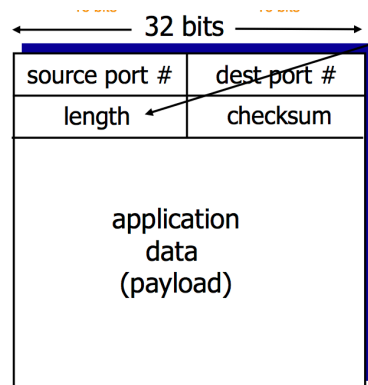 32 bits
source port # dest port #
length checksum
application
data
(payload)